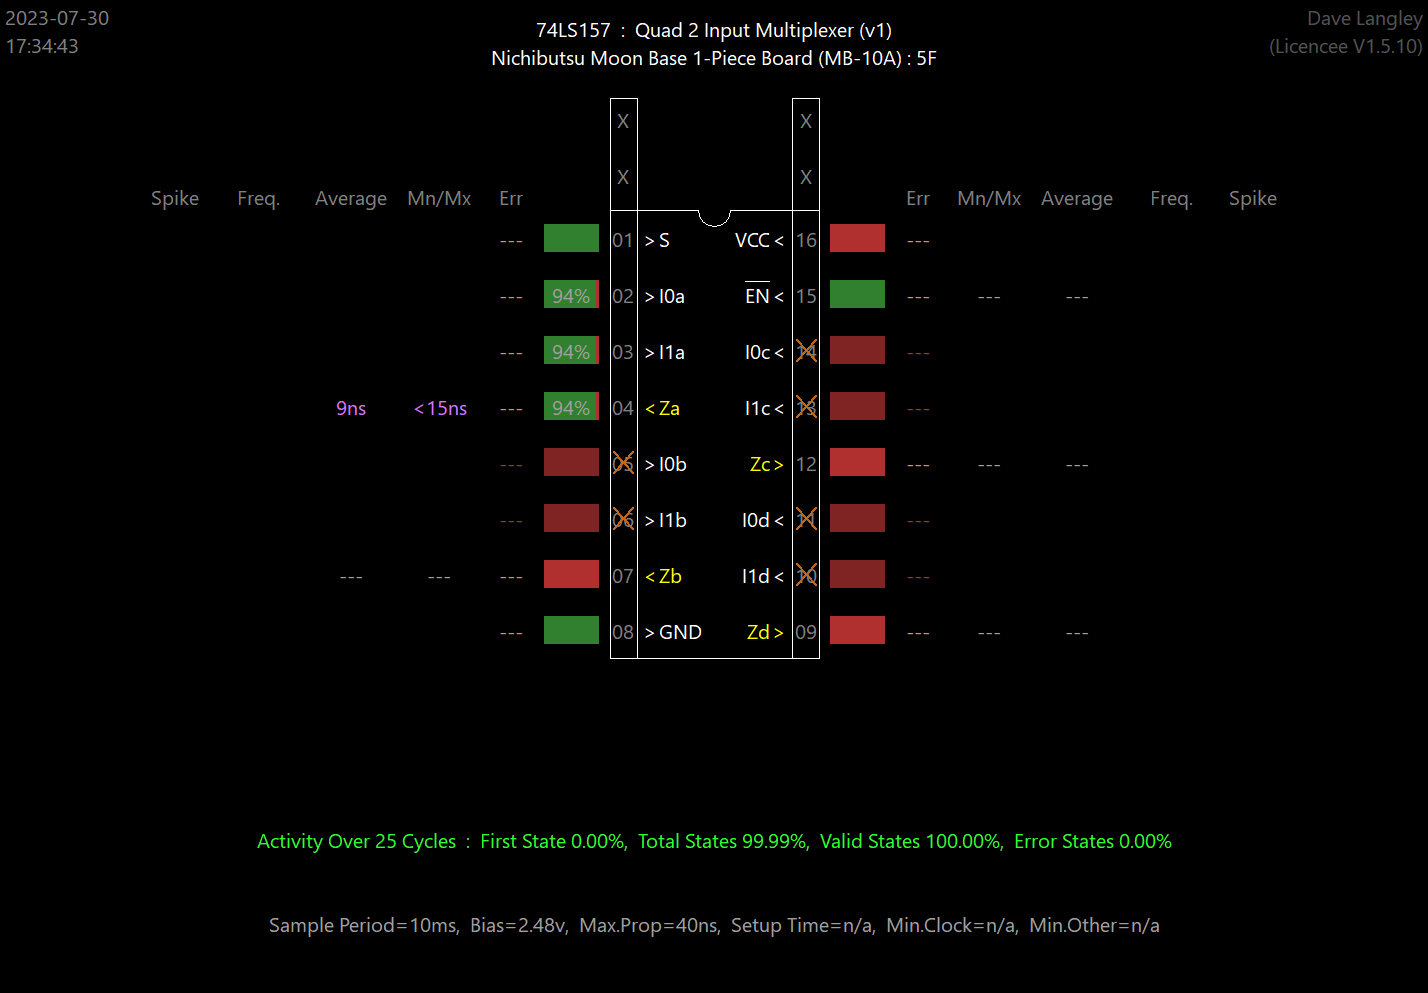 2023-07-30
17:34:43
74LS157 : Quad 2 Input Multiplexer (v1)
Nichibutsu Moon Base 1-Piece Board (MB-10A) : 5F
Dave Langley
(Licencee V1.5.10)
X X
X X
Spike Freq. Average Mn/Mx Err Err Mn/Mx Average Freq. Spike
--- 01 >S VCC< 16 ---
--- 94% 02 >I0a EN< 15 --- --- ---
--- 94% 03 >I1a I0c< 14 ---
9ns <15ns --- 94% 04 <Za I1c< 13 ---
--- 05 >I0b Zc> 12 --- --- ---
--- 06 >I1b I0d< 11 ---
--- --- --- 07 <Zb I1d< 10 ---
--- 08 >GND Zd> 09 --- --- ---
Activity Over 25 Cycles : First State 0.00%, Total States 99.99%, Valid States 100.00%, Error States 0.00%
Sample Period=10ms, Bias=2.48v, Max.Prop=40ns, Setup Time=n/a, Min.Clock=n/a, Min.Other=n/a